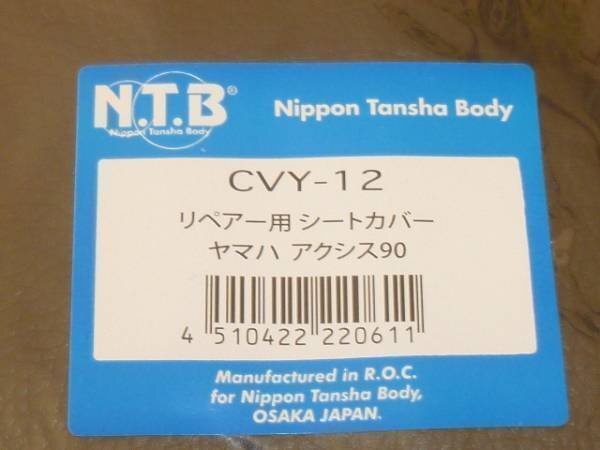 N.T.B®
Nippon Tansha Body
Nippon Tansha Body
CVY-12
リペアー用 シートカバー
ヤマハ アクシス90
4 510422 220611
Manufactured in R.O.C.
for Nippon Tansha Body,
OSAKA JAPAN.